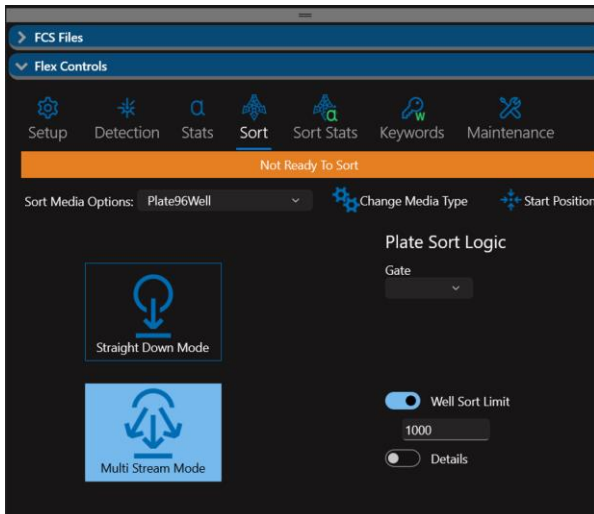 FCS Files
Flex Controls
Setup Detection Stats Sort Sort Stats Keywords Maintenance
Not Ready To Sort
Sort Media Options: Plate96Well Change Media Type Start Position
Plate Sort Logic
Gate
Straight Down Mode
Well Sort Limit
1000
Multi Stream Mode Details